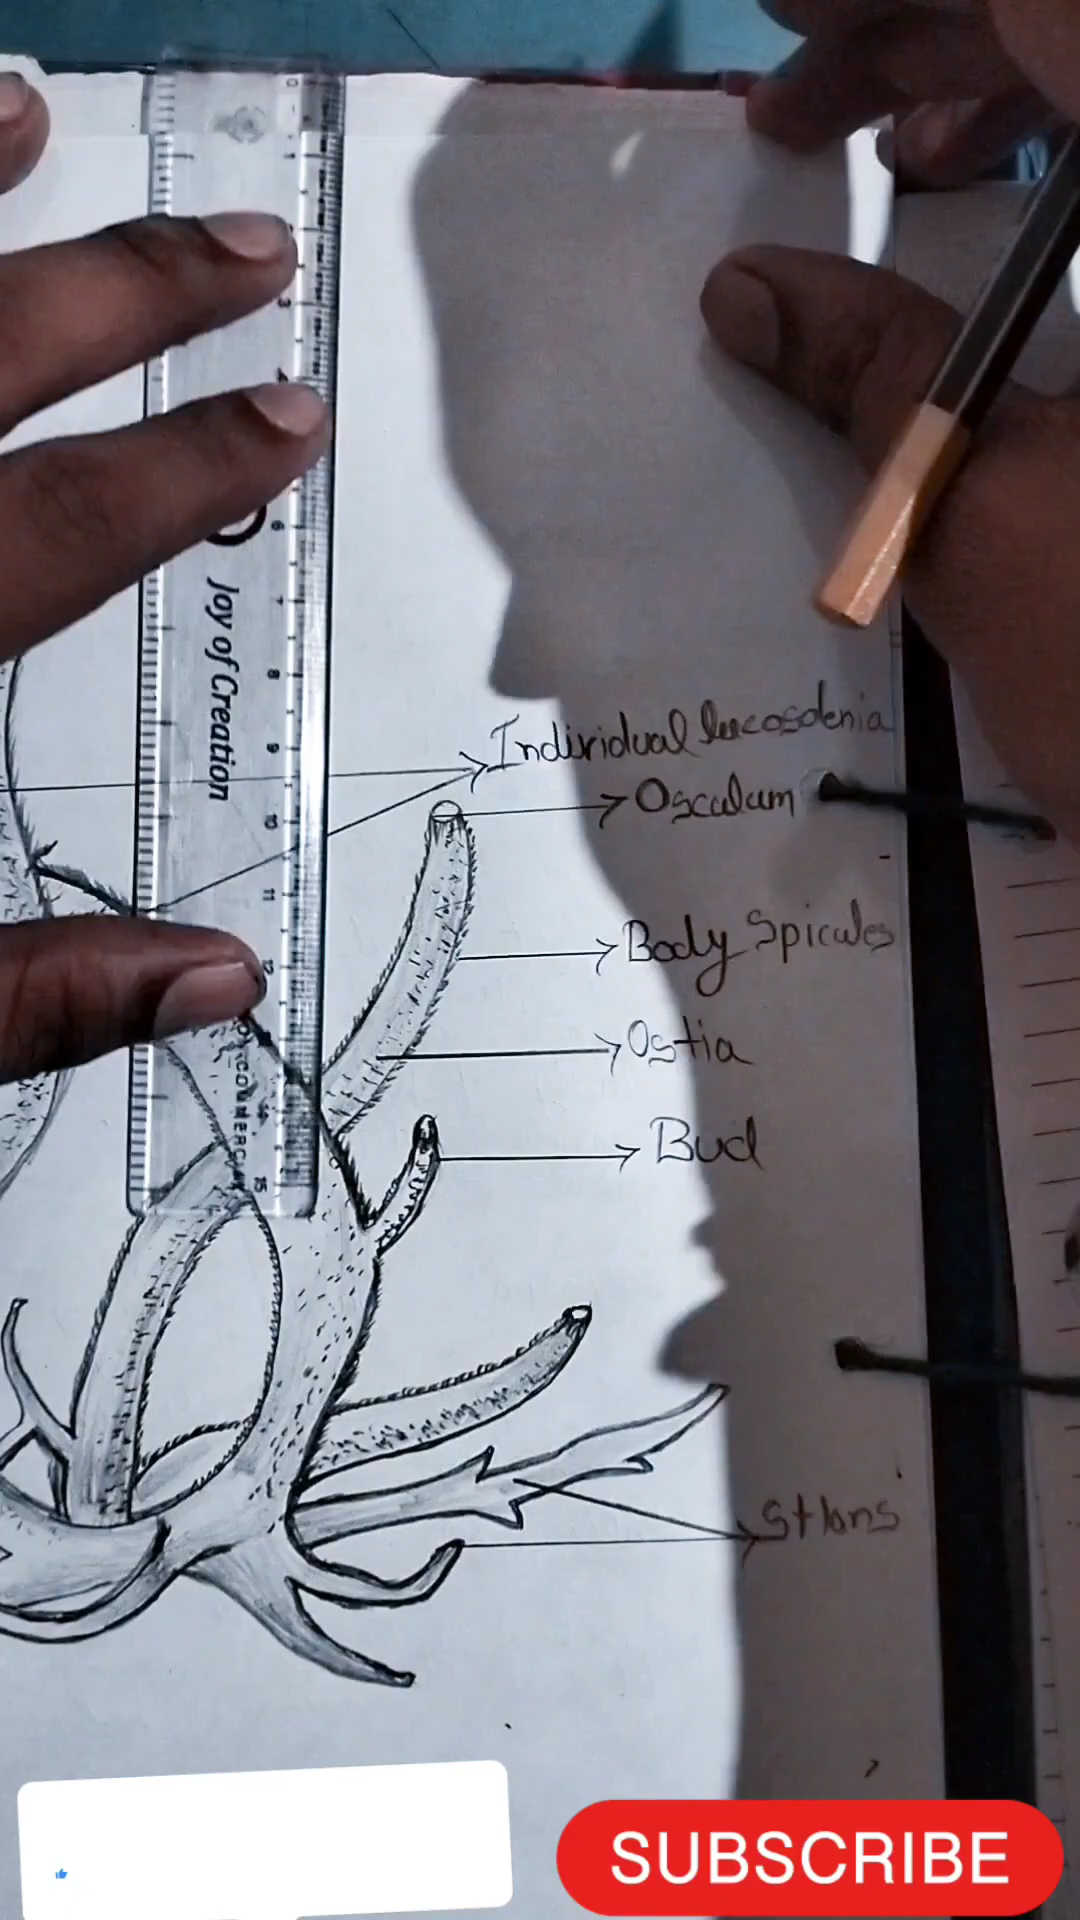 Joy of Creation
Individual leucosolenia
Osculum
Body Spicules
Ostia
Bud
Stlons
SUBSCRIBE